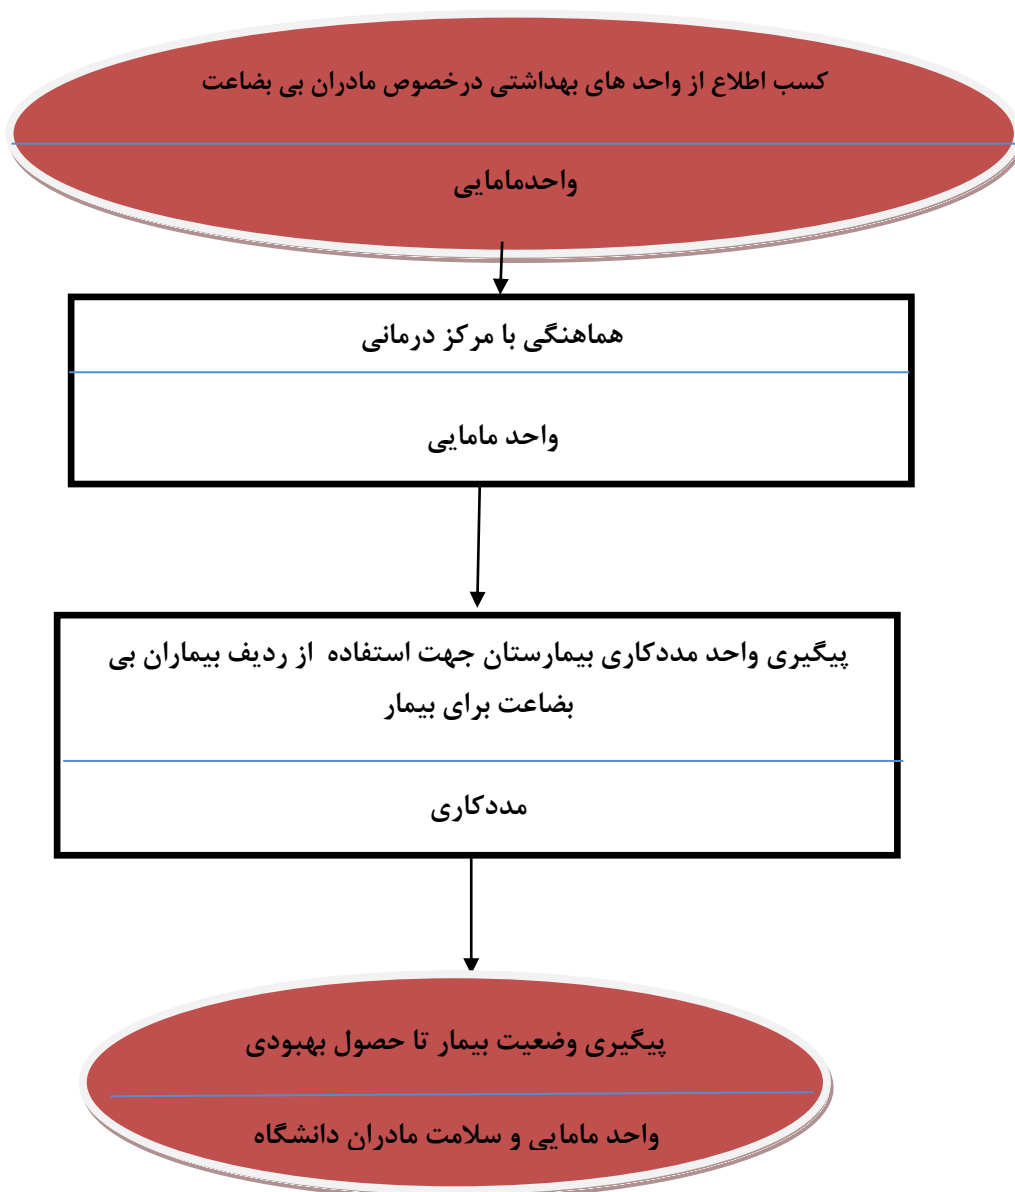 کسب اطلاع از واحد های بهداشتی درخصوص مادران بی بضاعت
واحدمامایی
هماهنگی با مرکز درمانی
واحد مامایی
پیگیری واحد مددکاری بیمارستان جهت استفاده از ردیف بیماران بی
بضاعت برای بیمار
مددکاری
پیگیری وضعیت بیمار تا حصول بهبودی
واحد مامایی و سلامت مادران دانشگاه